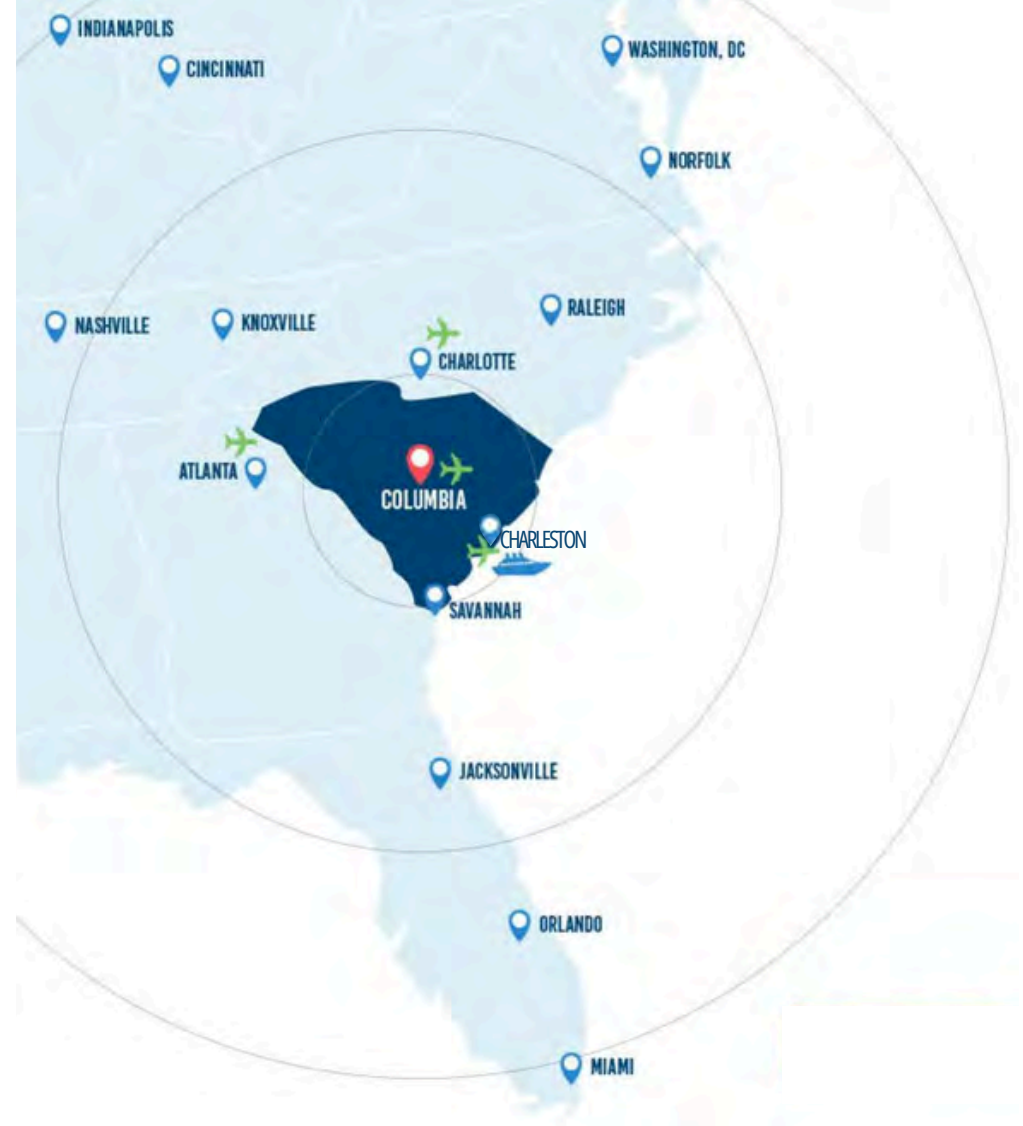 INDIANAPOLIS
WASHINGTON, DC
CINCINNATI
NORFOLK
RALEIGH
NASHVILLE
KNOXVILLE
CHARLOTTE
ATLANTA
COLUMBIA
CHARLESTON
SAVANNAH
JACKSONVILLE
ORLANDO
MIAMI